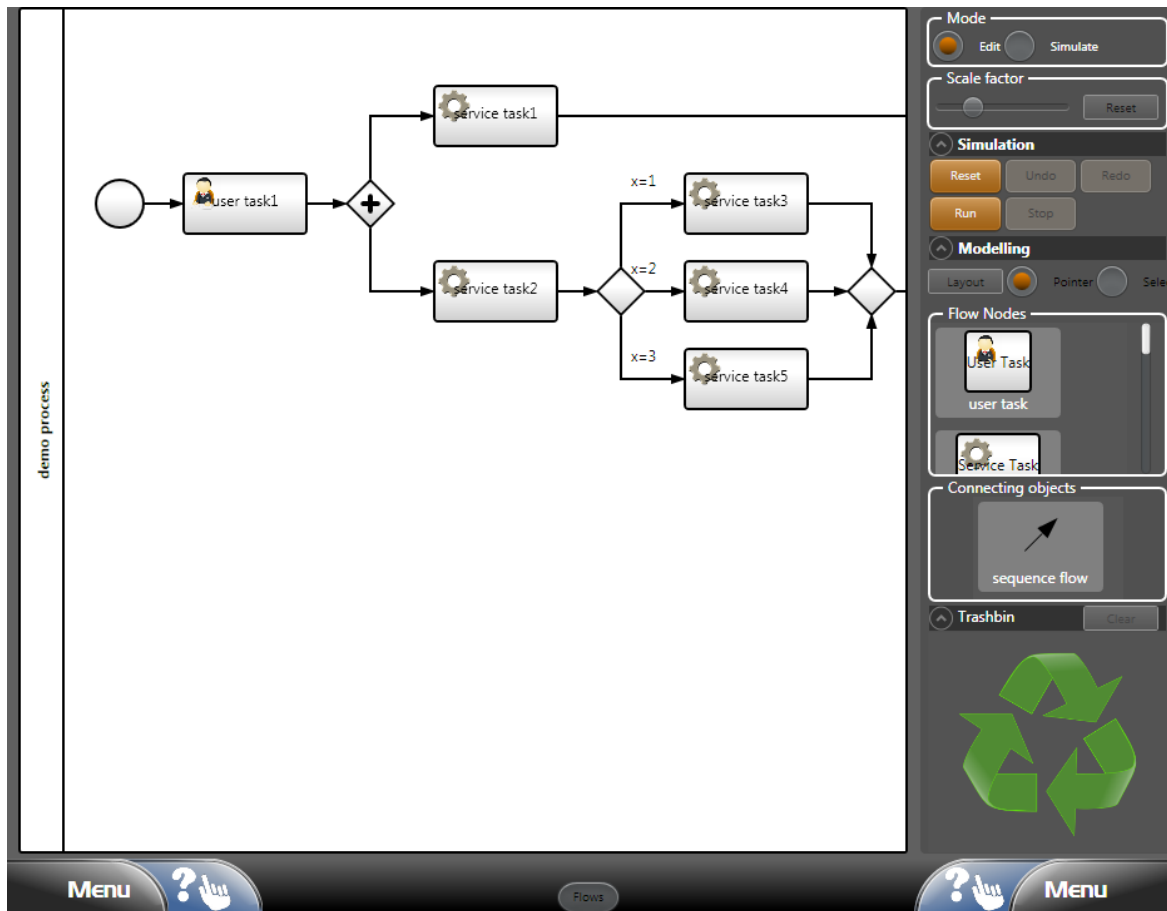 demo process
user task1
service task1
service task2
x=1
x=2
x=3
service task3
service task4
service task5
Mode
Edit
Simulate
Scale factor
Reset
Simulation
Reset
Undo
Redo
Run
Stop
Modelling
Layout
Pointer
Sele
Flow Nodes
User Task
user task
Service Task
Connecting objects
sequence flow
Trashbin
Clear
Menu
?
Flows
?
Menu